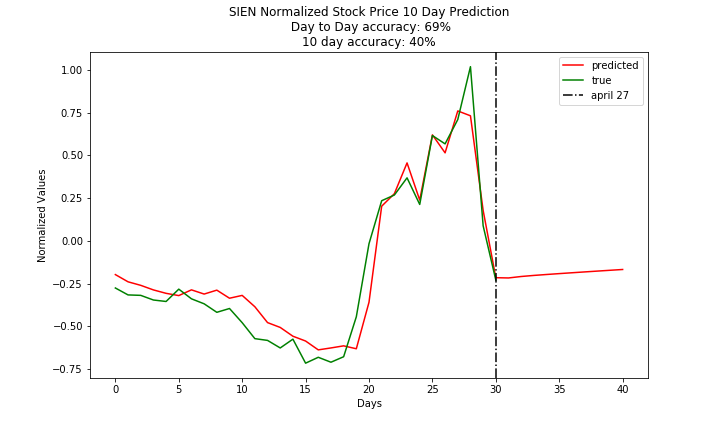 SIEN Normalized Stock Price 10 Day Prediction
Day to Day accuracy: 69%
10 day accuracy: 40%
predicted
true
april 27
1.00
0.75
0.50
0.25
0.00
−0.25
−0.50
−0.75
Normalized Values
0 5 10 15 20 25 30 35 40
Days